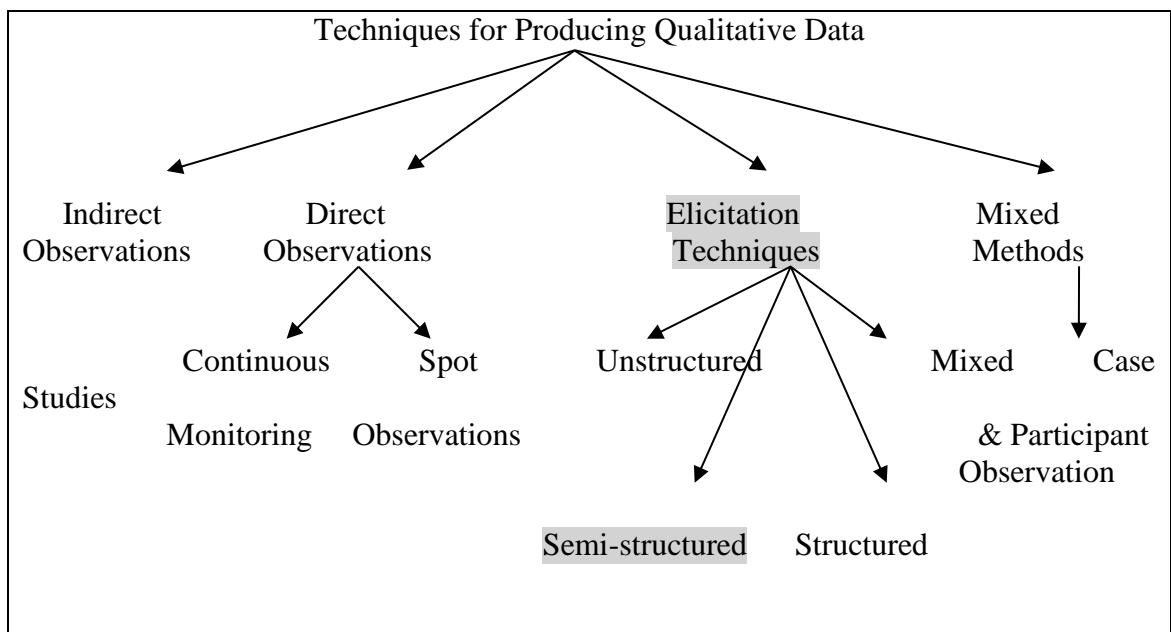 Techniques for Producing Qualitative Data
Indirect Direct Elicitation Mixed
Observations Observations Techniques Methods
Continuous Spot Unstructured Mixed Case
Studies
Monitoring Observations & Participant
Observation
Semi-structured Structured